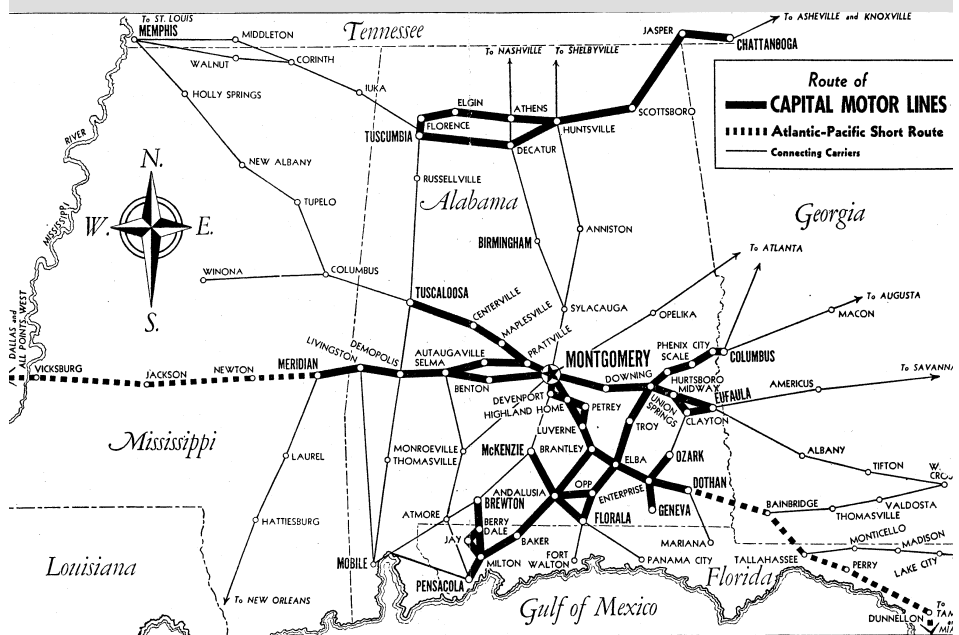 To ST. LOUIS
MEMPHIS
MIDDLETON
Tennessee
To ASHEVILLE and KNOXVILLE
JASPER
CHATTANOOGA
WALNUT
CORINTH
To NASHVILLE
To SHELBYVILLE
HOLLY SPRINGS
IUKA
ELGIN
ATHENS
FLORENCE
HUNTSVILLE
SCOTTSBORO
TUSCUMBIA
DECATUR
Route of
CAPITAL MOTOR LINES
Atlantic-Pacific Short Route
Connecting Carriers
MISSISSIPPI
RIVER
N.
W.
E.
S.
NEW ALBANY
RUSSELLVILLE
TUPELO
Alabama
Georgia
BIRMINGHAM
ANNISTON
To ATLANTA
WINONA
COLUMBUS
TUSCALOOSA
CENTERVILLE
MAPLESVILLE
SYLACAUGA
OPELIKA
To AUGUSTA
MACON
DALLAS and
ALL POINTS WEST
VICKSBURG
JACKSON
NEWTON
MERIDIAN
LIVINGSTON
DEMOPOLIS
AUTAUGAVILLE
SELMA
BENTON
PRATTVILLE
MONTGOMERY
PHENIX CITY
SCALE
COLUMBUS
DOWNING
HURTSBORO
MIDWAY
EUFAULA
AMERICUS
To SAVANNA
DEVENPORT
HIGHLAND HOME
PETREY
UNION
SPRINGS
CLAYTON
LUVERNE
TROY
Mississippi
LAUREL
MONROEVILLE
THOMASVILLE
McKENZIE
BRANTLEY
ELBA
OZARK
ALBANY
TIFTON
W.
CRO
ANDALUSIA
OPP
ENTERPRISE
DOTHAN
BREWTON
GENEVA
BAINBRIDGE
THOMASVILLE
VALDOSTA
HATTIESBURG
ATMORE
BERRY
DALE
FLORALA
JAY
BAKER
MARIANA
MONTICELLO
MADISON
Louisiana
MOBILE
MILTON
FORT
WALTON
PANAMA CITY
TALLAHASSEE
PERRY
LAKE CITY
PENSACOLA
Florida
To NEW ORLEANS
Gulf of Mexico
DUNNELLON
To
TAM
MIA